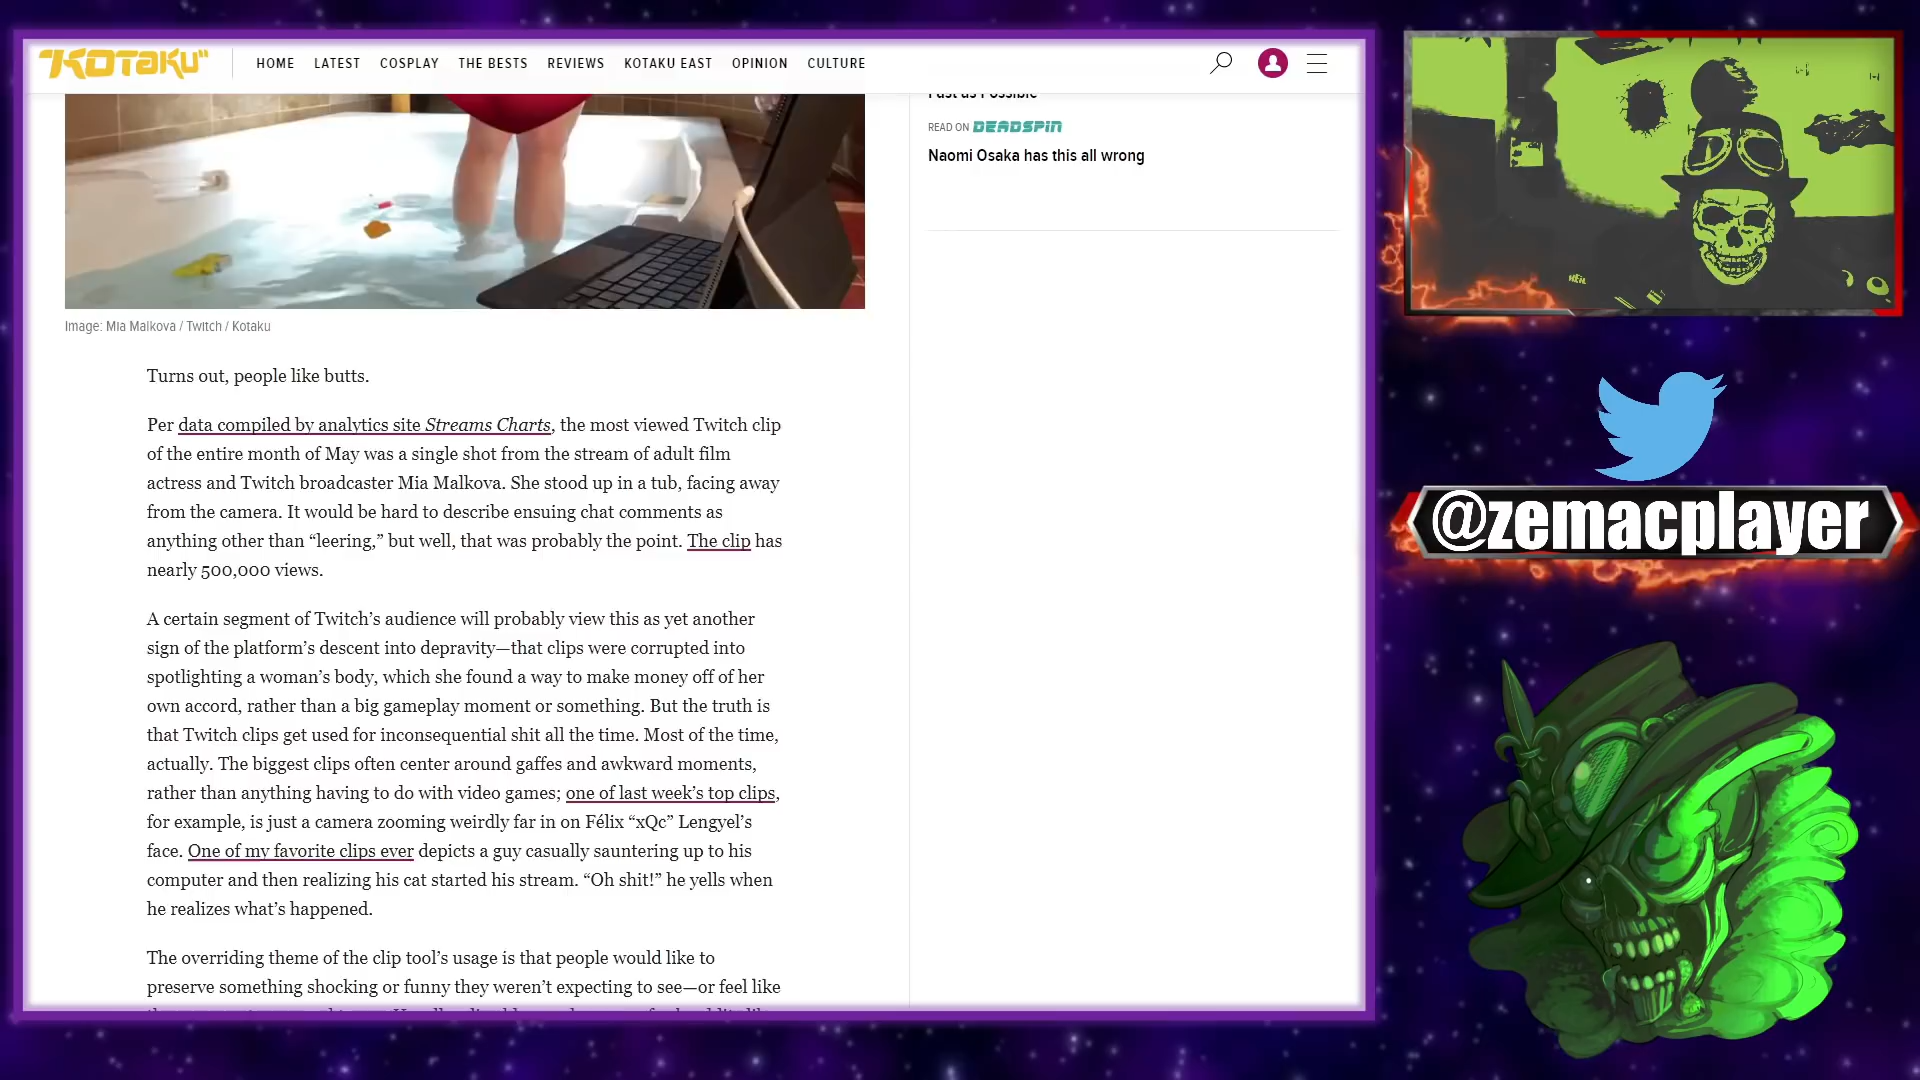 KOTAKU
HOME LATEST COSPLAY THE BESTS REVIEWS KOTAKU EAST OPINION CULTURE
Fast as Possible
READ ON DEADSPIN
Naomi Osaka has this all wrong
Image: Mia Malkova / Twitch / Kotaku
Turns out, people like butts.
Per data compiled by analytics site Streams Charts, the most viewed Twitch clip
of the entire month of May was a single shot from the stream of adult film
actress and Twitch broadcaster Mia Malkova. She stood up in a tub, facing away
from the camera. It would be hard to describe ensuing chat comments as
anything other than “leering,” but well, that was probably the point. The clip has
nearly 500,000 views.
A certain segment of Twitch’s audience will probably view this as yet another
sign of the platform’s descent into depravity—that clips were corrupted into
spotlighting a woman’s body, which she found a way to make money off of her
own accord, rather than a big gameplay moment or something. But the truth is
that Twitch clips get used for inconsequential shit all the time. Most of the time,
actually. The biggest clips often center around gaffes and awkward moments,
rather than anything having to do with video games; one of last week’s top clips,
for example, is just a camera zooming weirdly far in on Félix “xQc” Lengyel’s
face. One of my favorite clips ever depicts a guy casually sauntering up to his
computer and then realizing his cat started his stream. “Oh shit!” he yells when
he realizes what’s happened.
The overriding theme of the clip tool’s usage is that people would like to
preserve something shocking or funny they weren’t expecting to see—or feel like
@zemacplayer